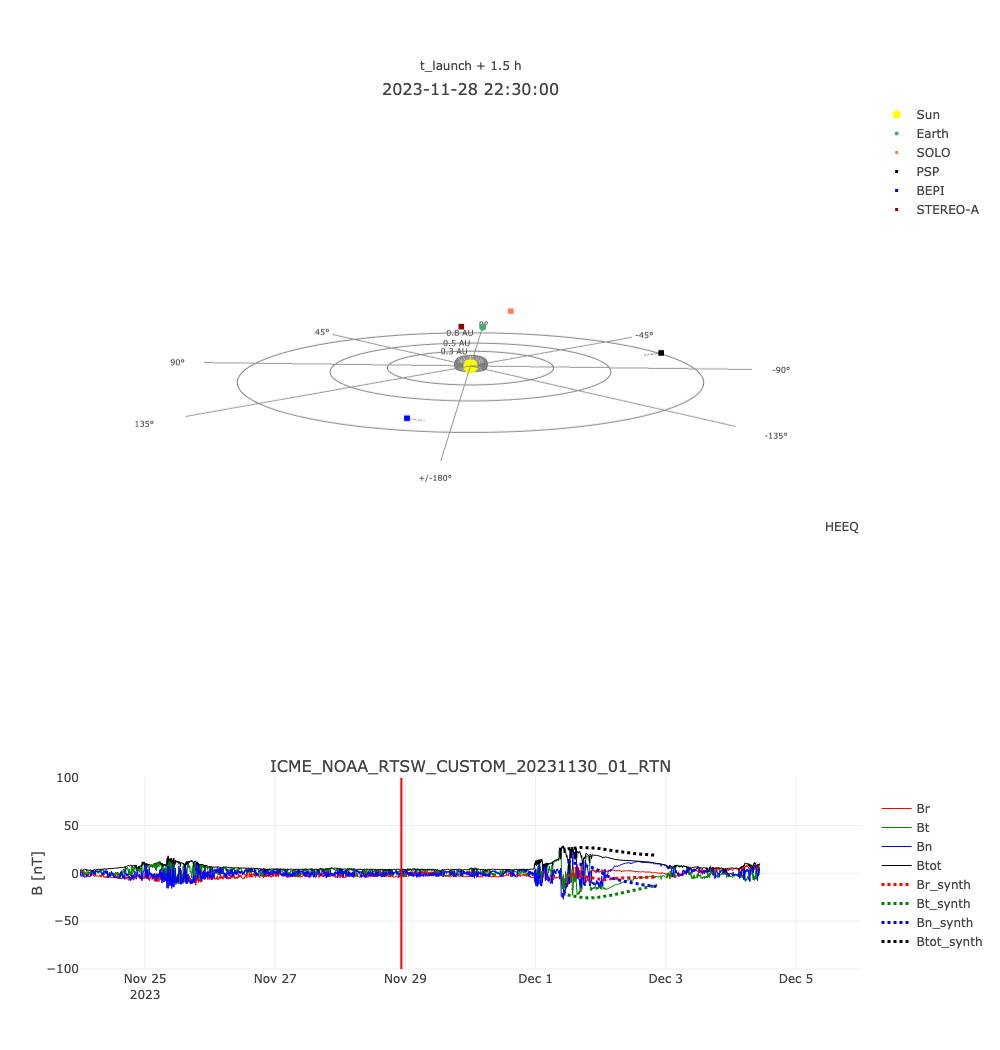 t_launch + 1.5 h
2023-11-28 22:30:00
Sun
Earth
SOLO
PSP
BEPI
STEREO-A
0°
45°
0.8 AU
-45°
0.5 AU
0.3 AU
90°
-90°
135°
-135°
+/-180°
HEEQ
ICME_NOAA_RTSW_CUSTOM_20231130_01_RTN
B [nT]
100
50
0
−50
−100
Nov 25
2023
Nov 27
Nov 29
Dec 1
Dec 3
Dec 5
Br
Bt
Bn
Btot
Br_synth
Bt_synth
Bn_synth
Btot_synth